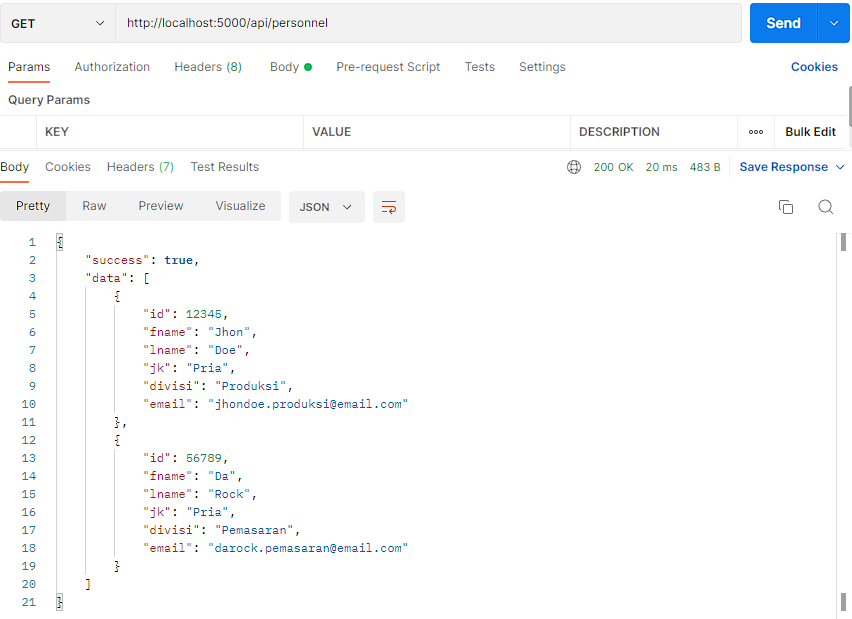 GET http://localhost:5000/api/personnel Send
Params Authorization Headers (8) Body Pre-request Script Tests Settings Cookies
Query Params
KEY VALUE DESCRIPTION ooo Bulk Edit
Body Cookies Headers (7) Test Results 200 OK 20 ms 483 B Save Response
Pretty Raw Preview Visualize JSON
1 {
2 "success": true,
3 "data": [
4 {
5 "id": 12345,
6 "fname": "Jhon",
7 "lname": "Doe",
8 "jk": "Pria",
9 "divisi": "Produksi",
10 "email": "jhondoe.produksi@email.com"
11 },
12 {
13 "id": 56789,
14 "fname": "Da",
15 "lname": "Rock",
16 "jk": "Pria",
17 "divisi": "Pemasaran",
18 "email": "darock.pemasaran@email.com"
19 }
20 ]
21 }